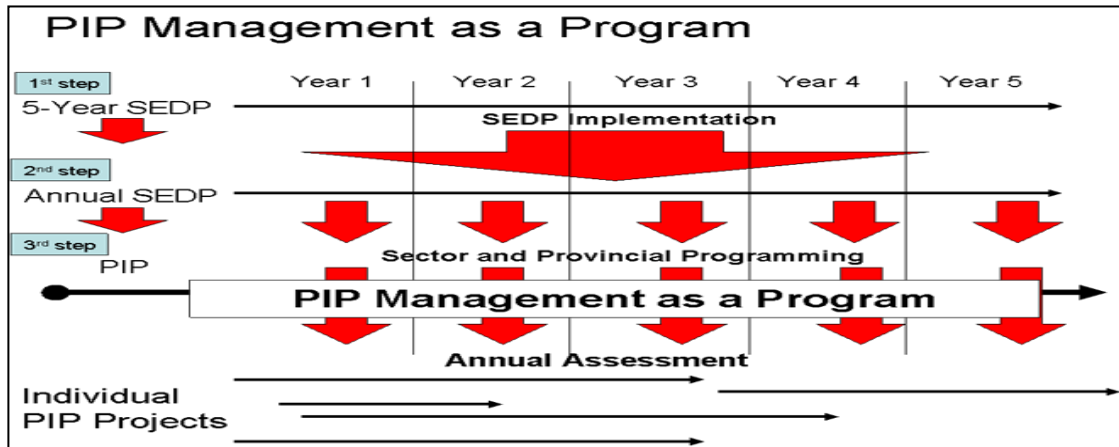 PIP Management as a Program
1st step
Year 1 Year 2 Year 3 Year 4 Year 5
5-Year SEDP
SEDP Implementation
2nd step
Annual SEDP
3rd step
Sector and Provincial Programming
PIP
PIP Management as a Program
Annual Assessment
Individual
PIP Projects